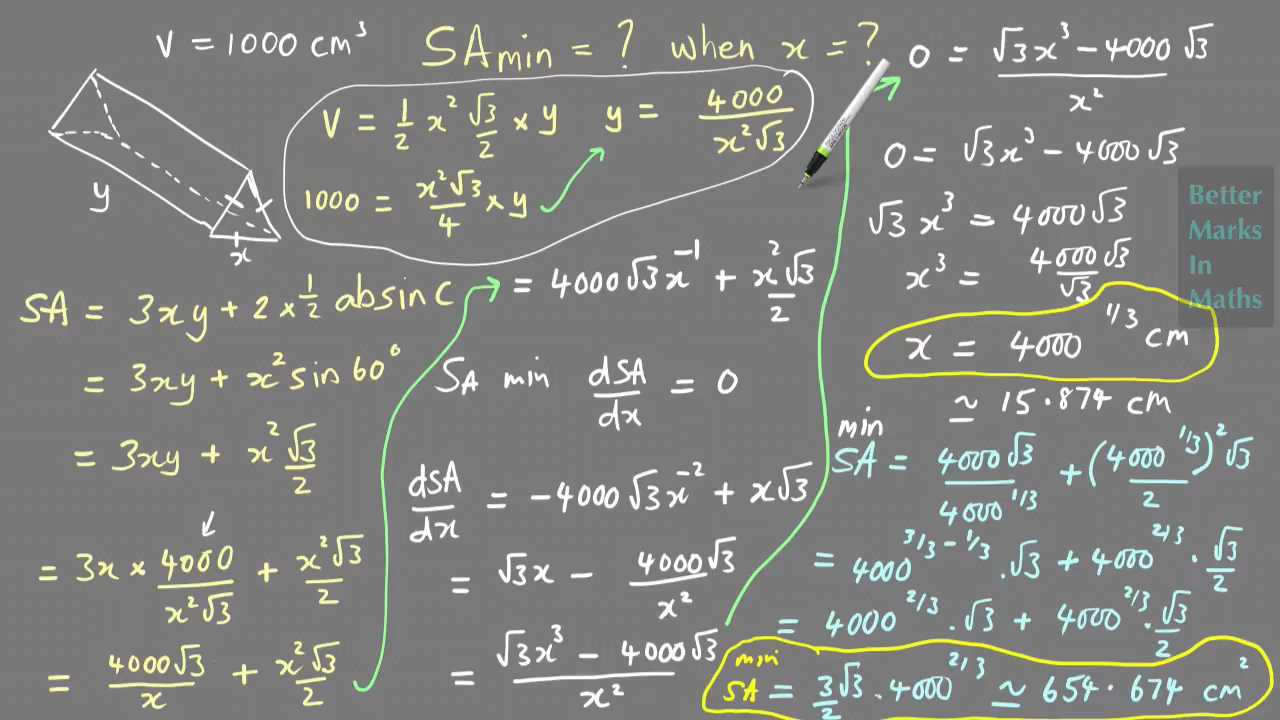 V = 1000 cm³
SAmin = ? when x = ?
V = 1/2 x² √3/2 × y
y = 4000/(x²√3)
1000 = x²√3/4 × y
y
x
SA = 3xy + 2 × 1/2 absinC
= 3xy + x² sin 60°
= 3xy + x² √3/2
= 3x × 4000/(x²√3) + x²√3/2
= 4000√3/x + x²√3/2
= 4000√3x⁻¹ + x²√3/2
SA min dSA/dx = 0
dSA/dx = -4000√3x⁻² + x√3
= √3x - 4000√3/x²
= (√3x³ - 4000√3)/x²
0 = (√3x³ - 4000√3)/x²
0 = √3x³ - 4000√3
√3 x³ = 4000√3
x³ = 4000√3/√3
x = 4000^(1/3) cm
≃ 15.874 cm
min SA = 4000√3/4000^(1/3) + (4000^(1/3))²√3/2
= 4000^(3/3 - 1/3) . √3 + 4000^(2/3) . √3/2
= 4000^(2/3) . √3 + 4000^(2/3) . √3/2
min SA = 3/2 √3 . 4000^(2/3) ≃ 654.674 cm²
Better
Marks
In
Maths